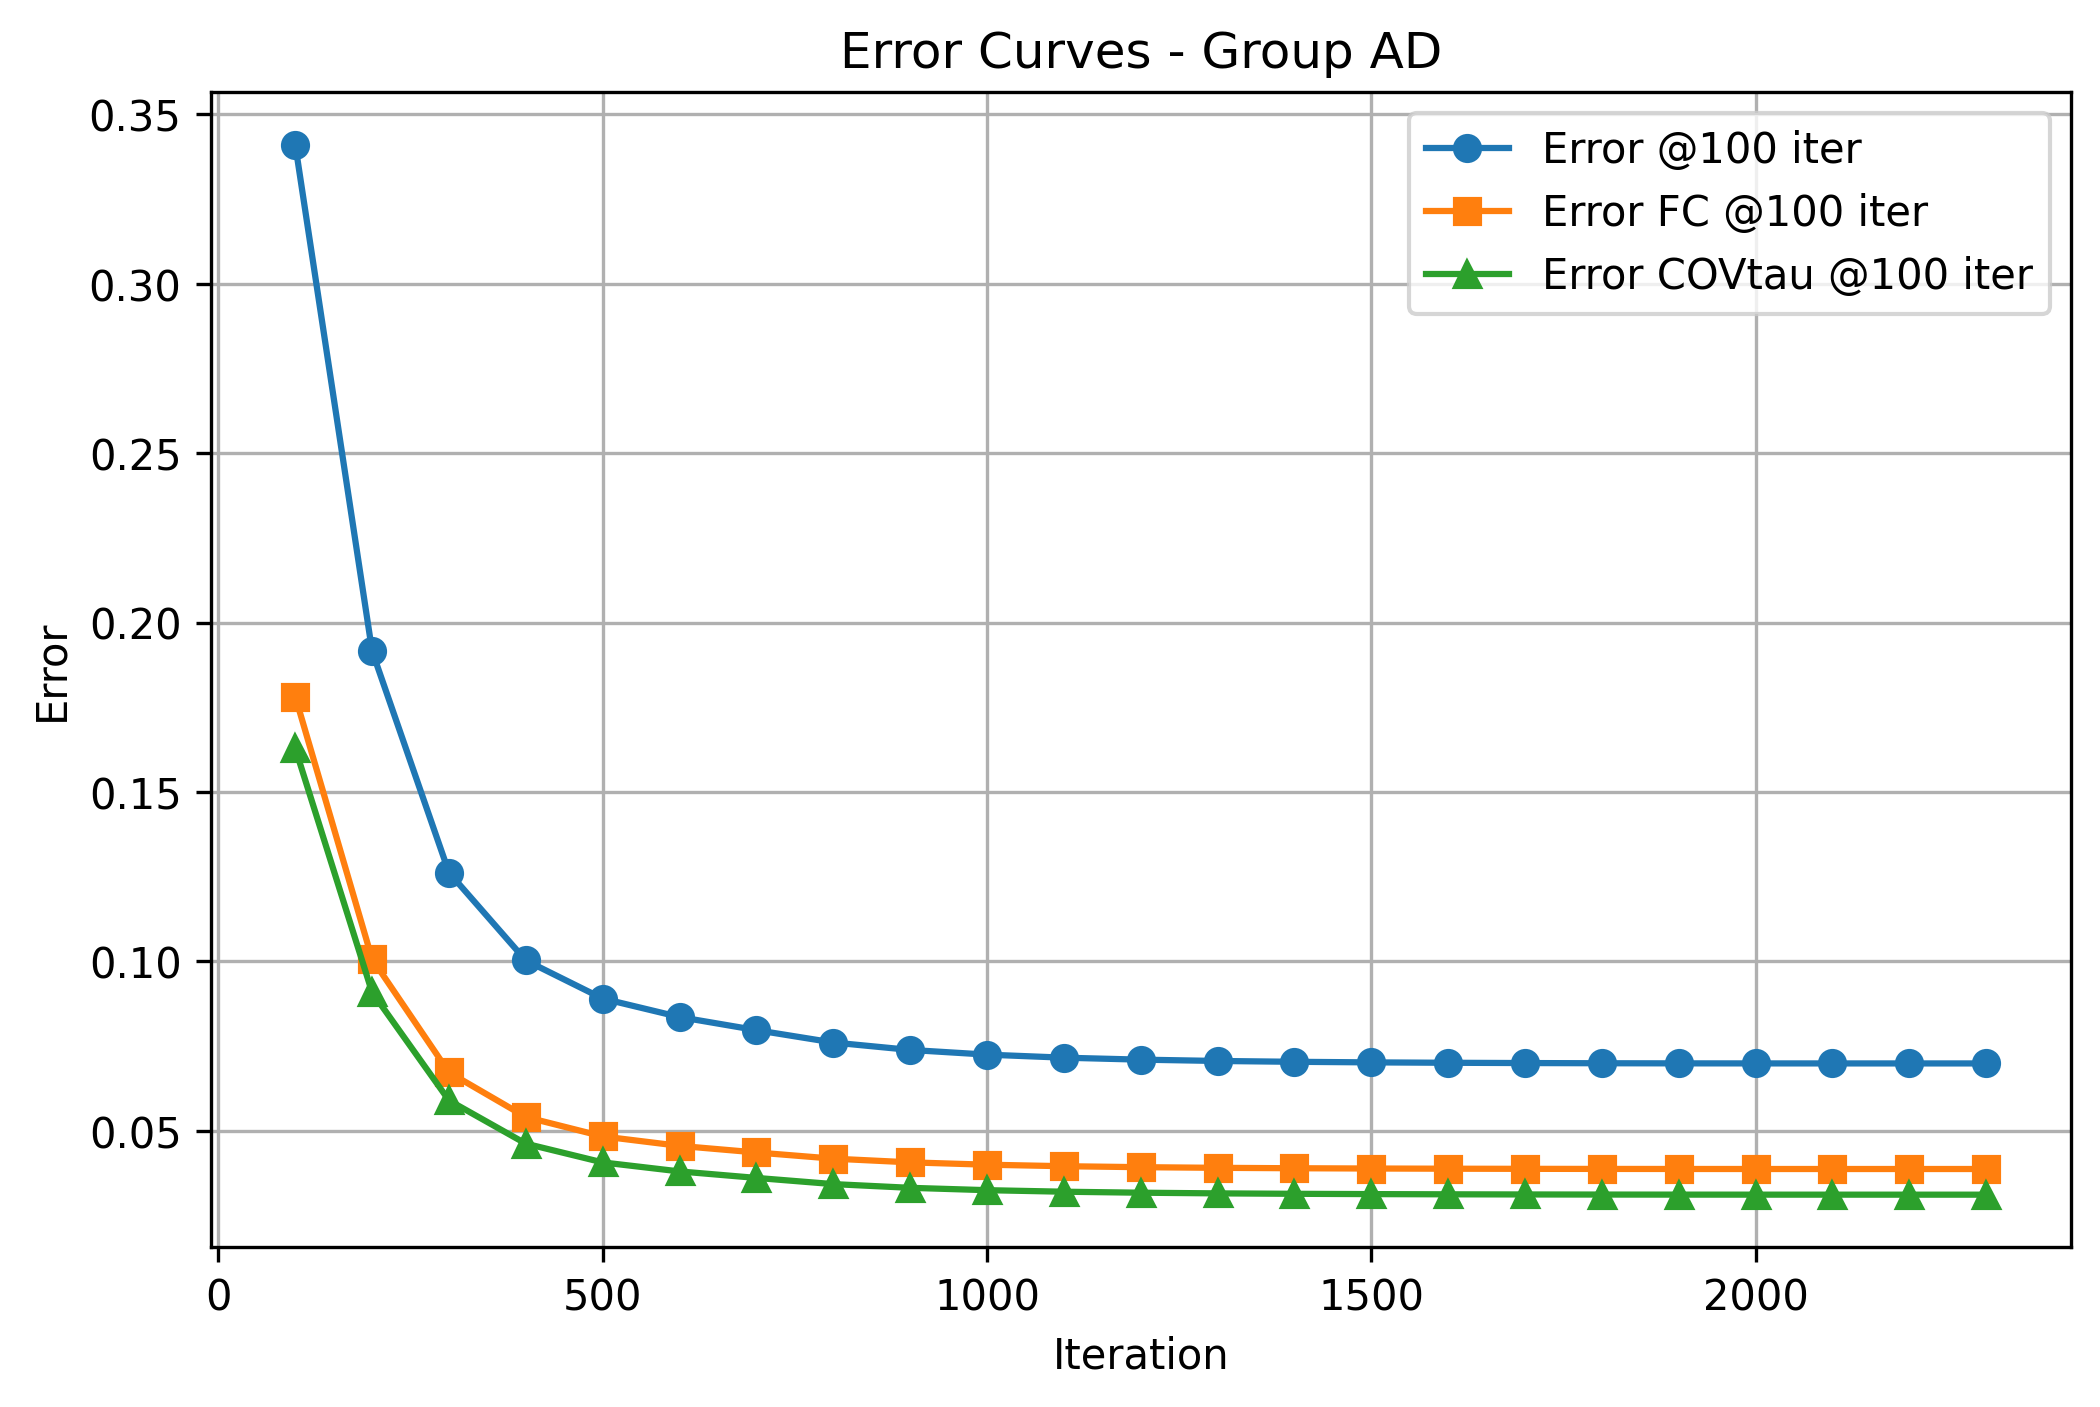 Error Curves - Group AD
Error @100 iter
Error FC @100 iter
Error COVtau @100 iter
Error
0.35
0.30
0.25
0.20
0.15
0.10
0.05
0 500 1000 1500 2000
Iteration